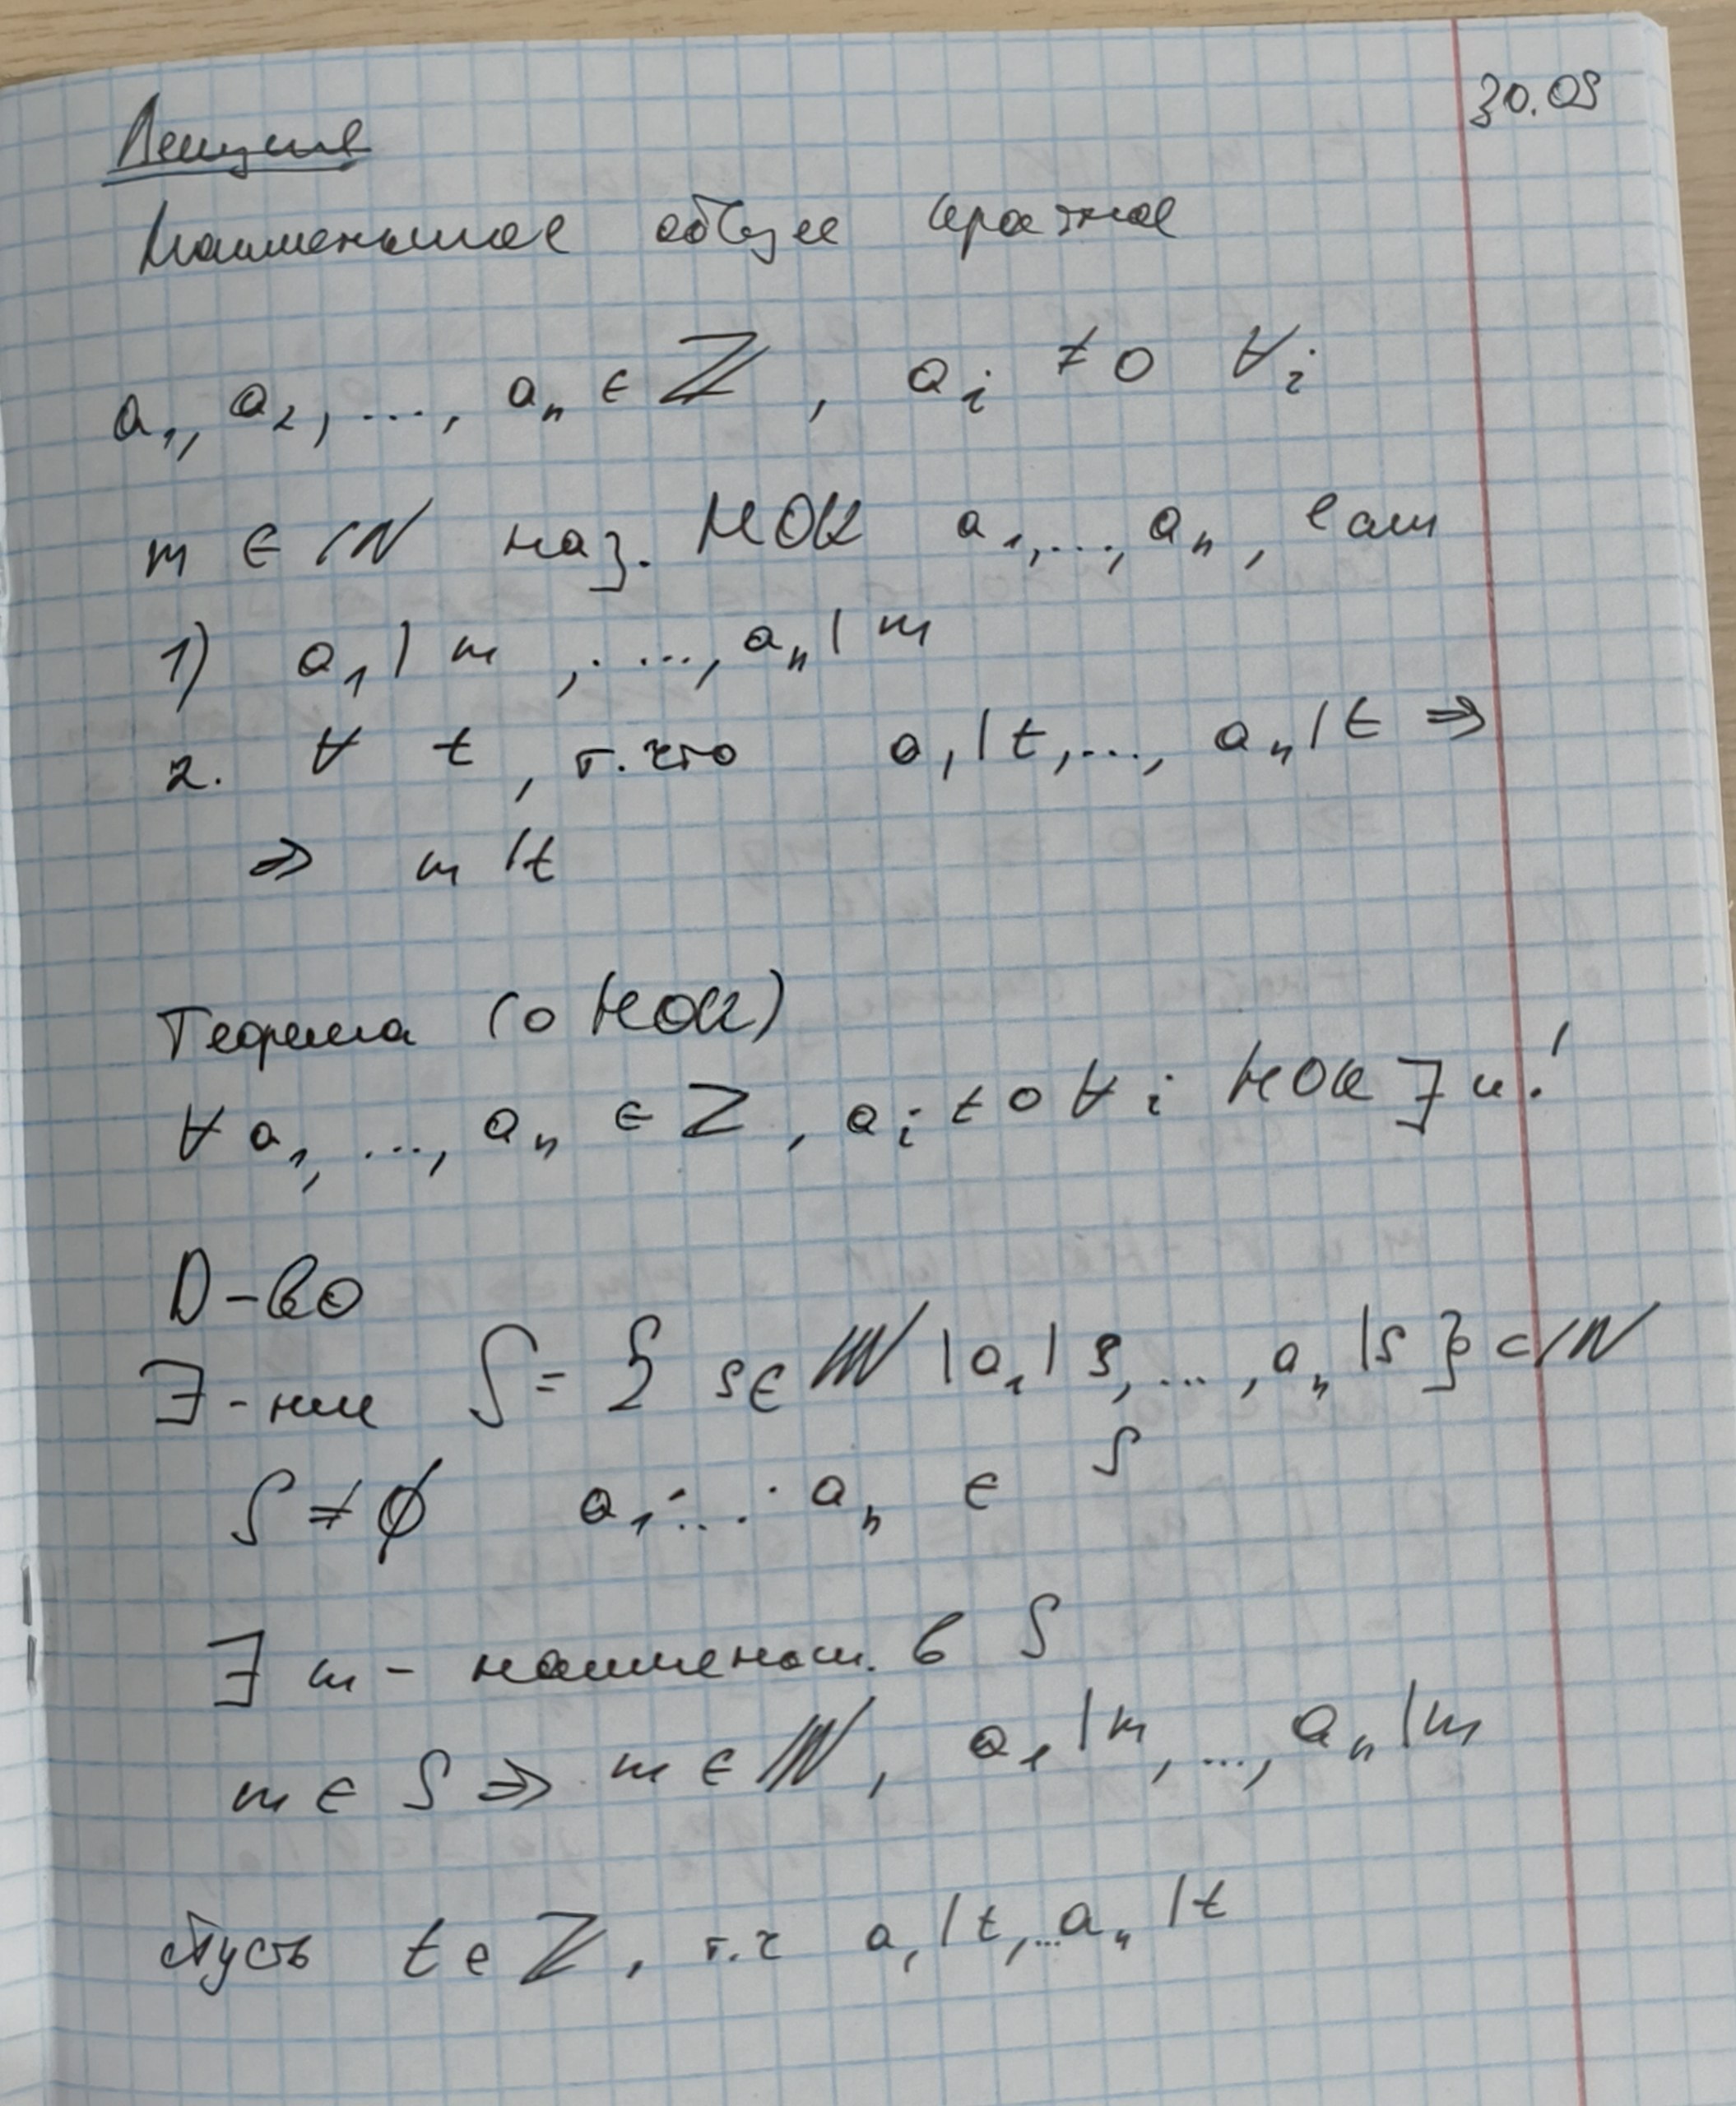 30.09
Лекция
Наименьшее общее кратное
a₁, a₂, ..., aₙ ∈ ℤ, aᵢ ≠ 0 ∀i
m ∈ ℕ наз. НОК a₁,...,aₙ, если
1) a₁|m, ...., aₙ|m
2. ∀ t, т.что a₁|t,..., aₙ|t ⇒
⇒ m|t
Теорема (о НОК)
∀ a₁, ..., aₙ ∈ ℤ, aᵢ ≠ 0 ∀i НОК ∃ и !
D-во
∃-ние S = { s ∈ ℕ | a₁|s, ..., aₙ|s } ⊂ ℕ
S ≠ ∅ a₁·...·aₙ ∈ S
∃ m - наименьш. в S
m ∈ S ⇒ m ∈ ℕ, a₁|m, ..., aₙ|m
Пусть t ∈ ℤ, т.ч a₁|t,...aₙ|t